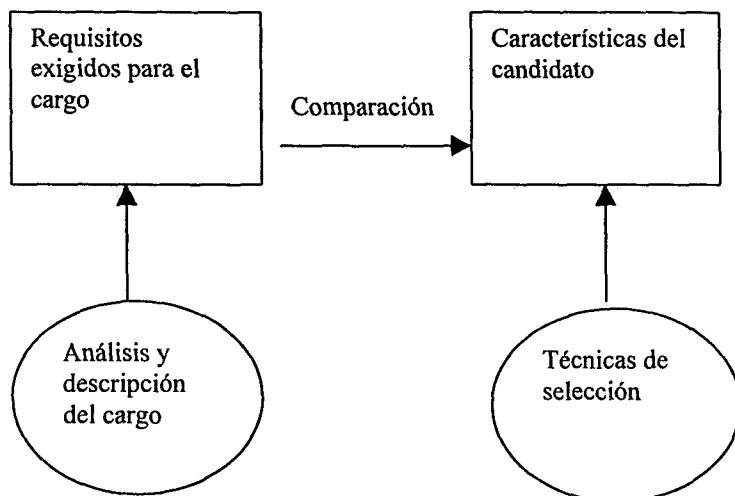 Requisitos
exigidos para el
cargo
Comparación
Características del
candidato
Análisis y
descripción
del cargo
Técnicas de
selección